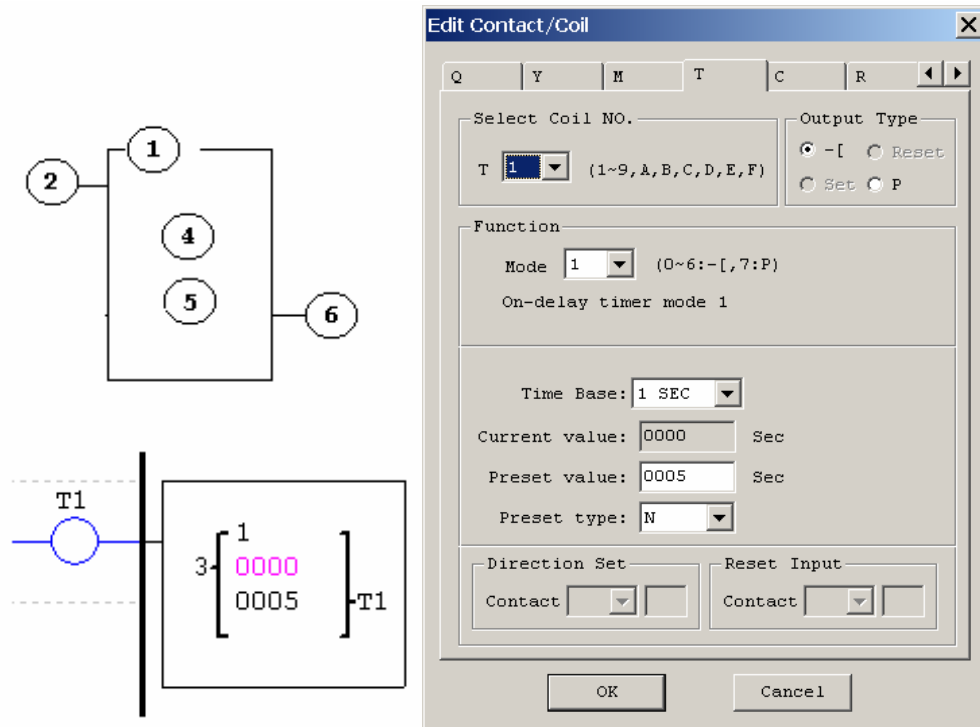 1
2
4
5
6
T1
1
3
0000
0005
T1
Edit Contact/Coil
Q Y M T C R
Select Coil NO.
T 1 (1~9,A,B,C,D,E,F)
Output Type
-[ Reset
Set P
Function
Mode 1 (0~6:-[,7:P)
On-delay timer mode 1
Time Base: 1 SEC
Current value: 0000 Sec
Preset value: 0005 Sec
Preset type: N
Direction Set
Contact
Reset Input
Contact
OK
Cancel